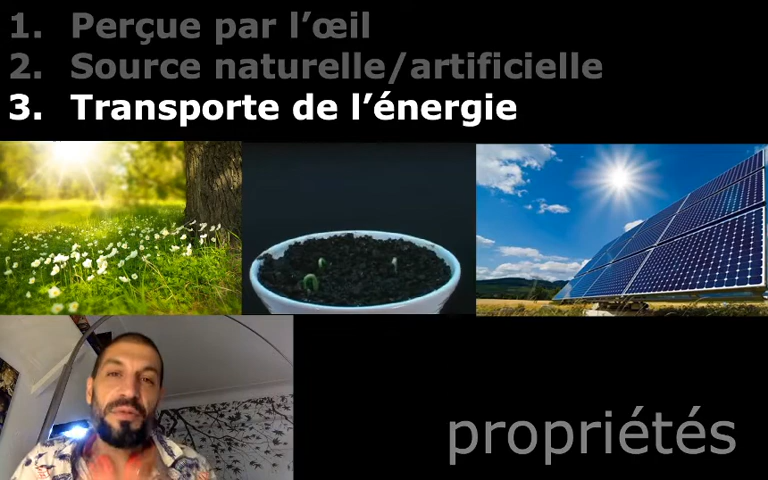 1. Perçue par l’œil
2. Source naturelle/artificielle
3. Transporte de l’énergie
propriétés